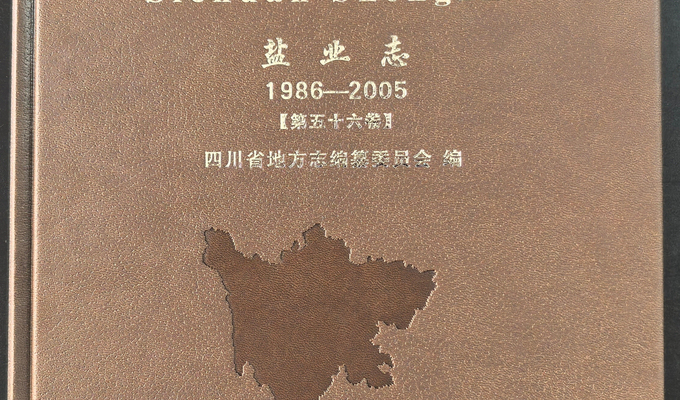 盐业志
1986—2005
【第五十六卷】
四川省地方志编纂委员会 编